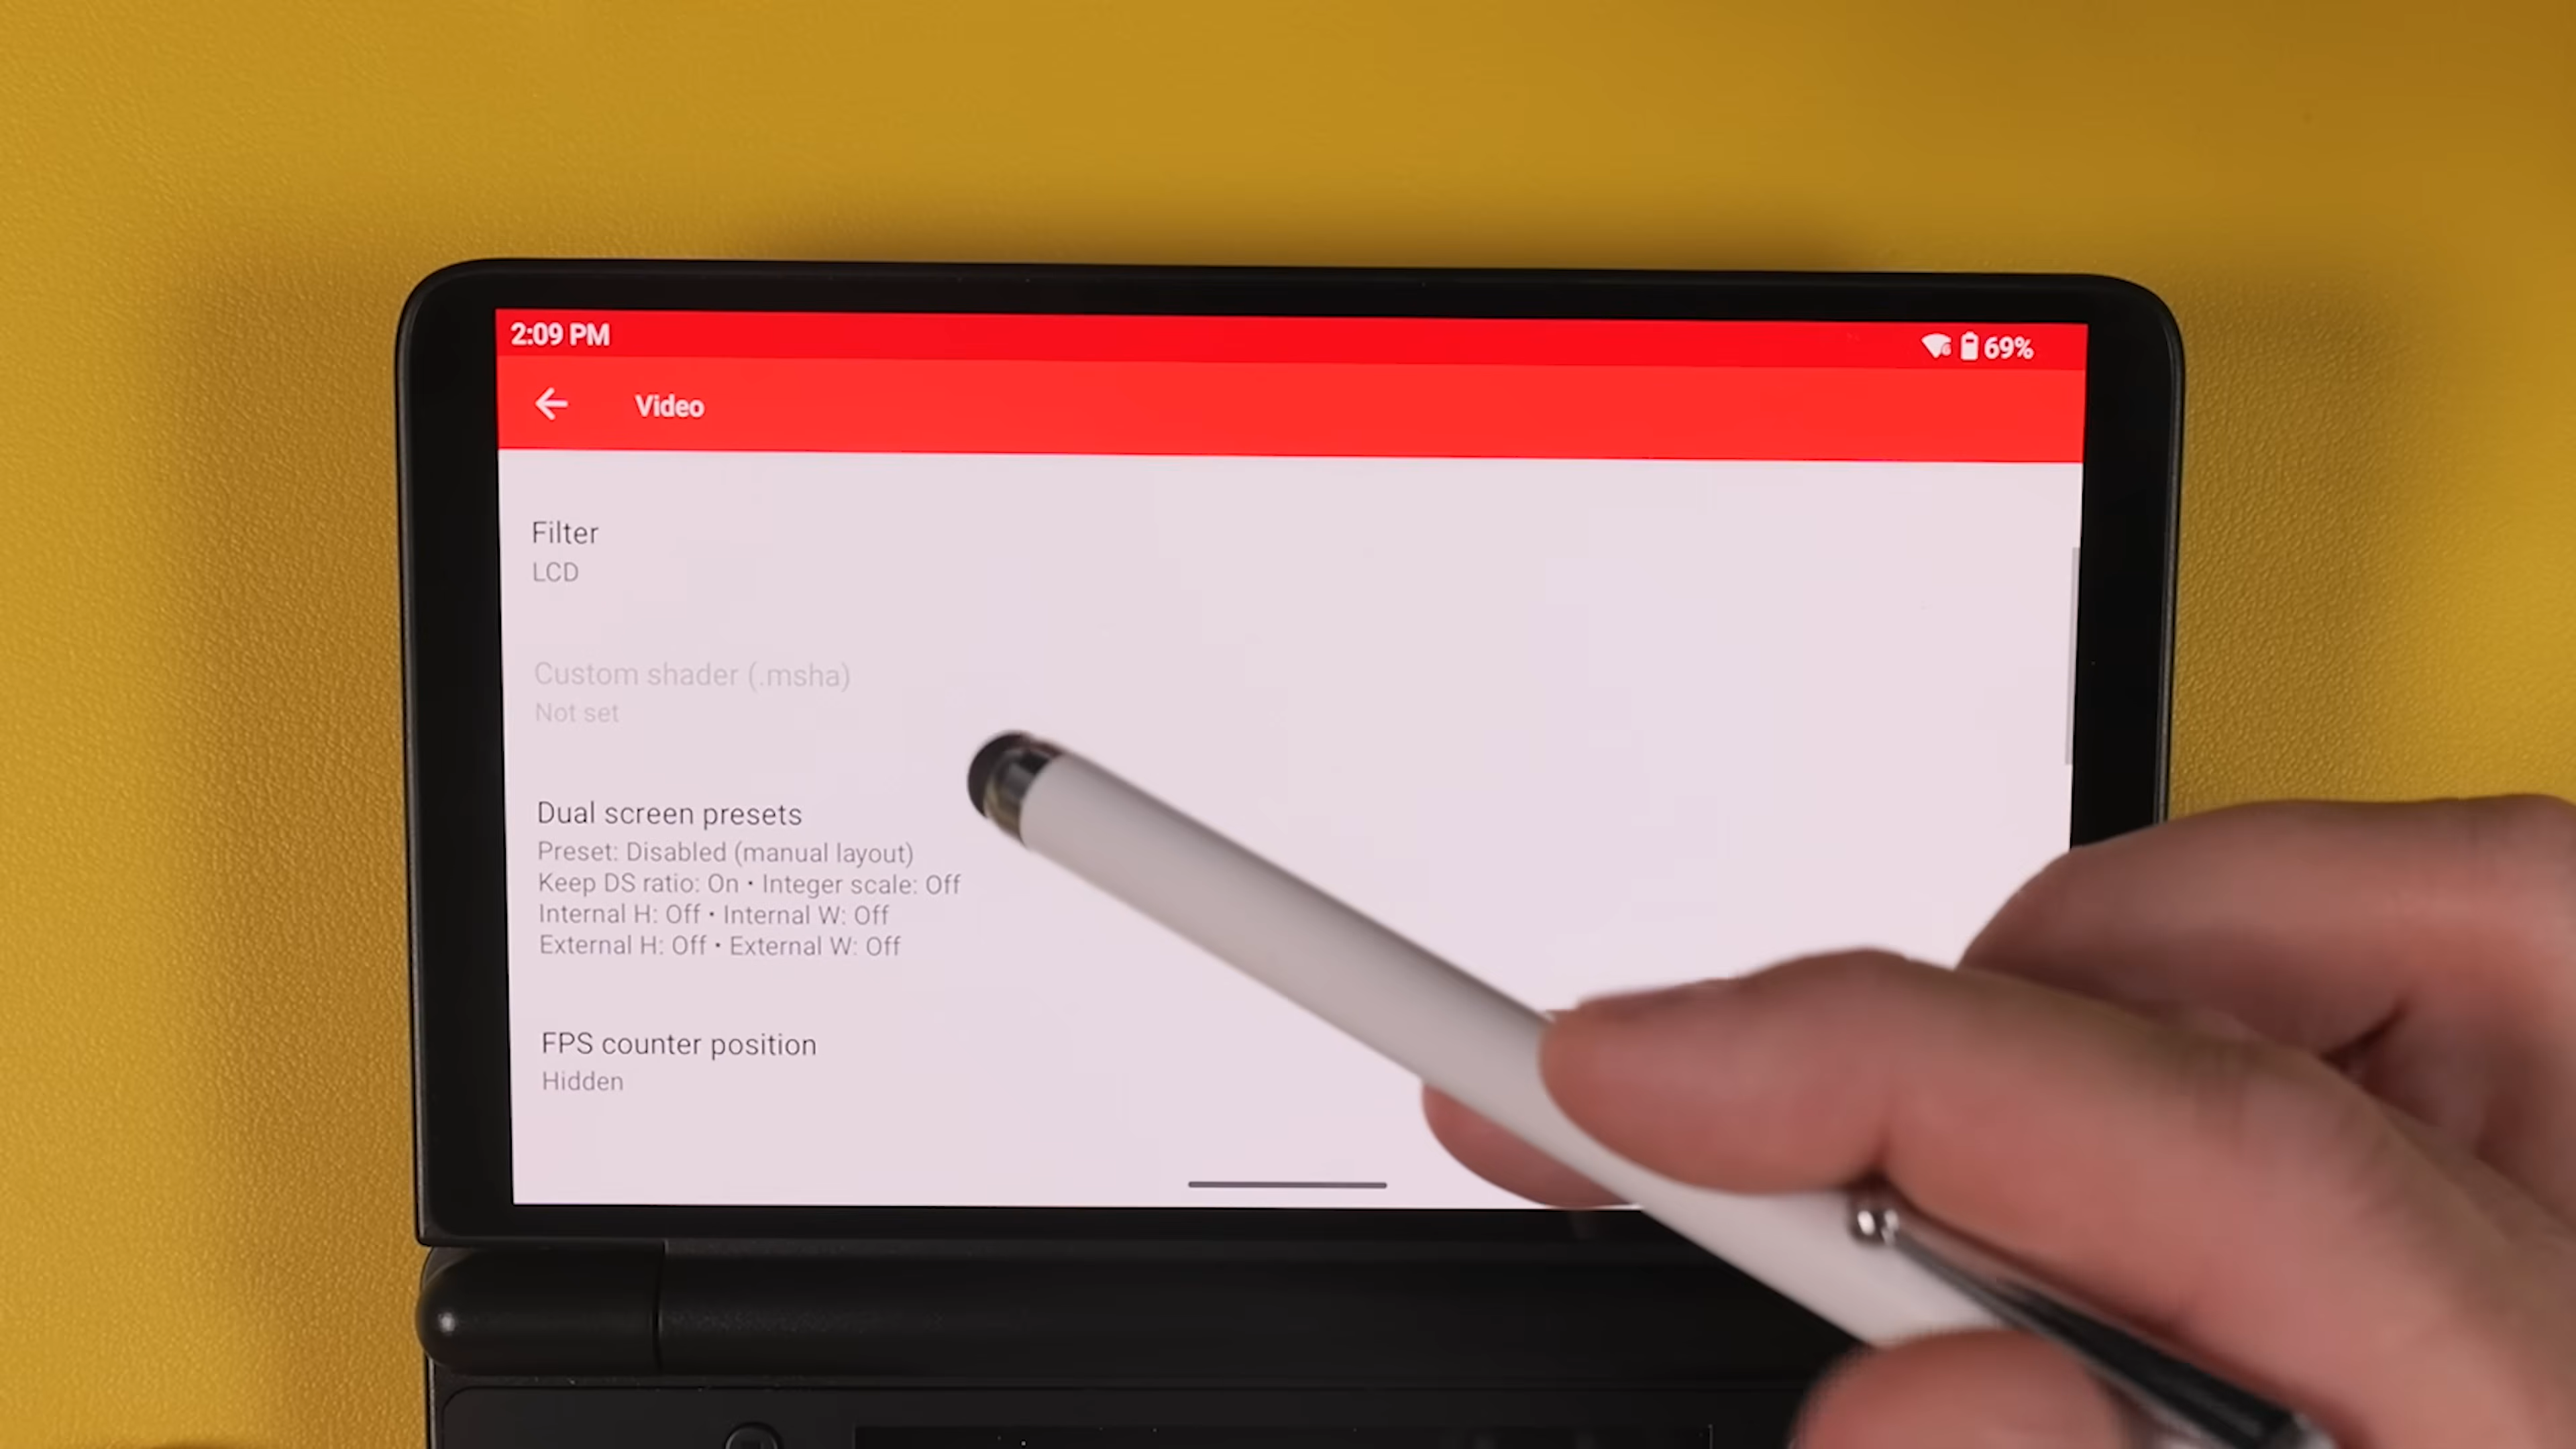 2:09 PM
69%
Video
Filter
LCD
Custom shader (.msha)
Not set
Dual screen presets
Preset: Disabled (manual layout)
Keep DS ratio: On • Integer scale: Off
Internal H: Off • Internal W: Off
External H: Off • External W: Off
FPS counter position
Hidden